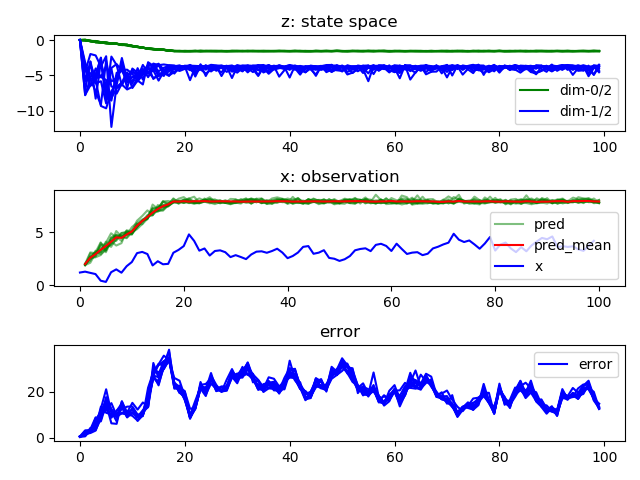 z: state space
0
−5
−10
dim-0/2
dim-1/2
0 20 40 60 80 100
x: observation
5
0
pred
pred_mean
x
0 20 40 60 80 100
error
20
0
error
0 20 40 60 80 100